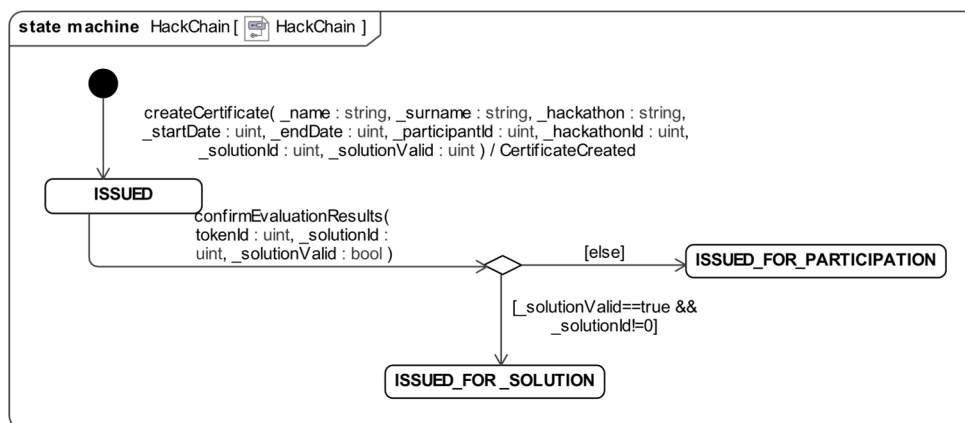 state machine HackChain [ HackChain ]
createCertificate( _name : string, _surname : string, _hackathon : string,
_startDate : uint, _endDate : uint, _participantId : uint, _hackathonId : uint,
_solutionId : uint, _solutionValid : uint ) / CertificateCreated
ISSUED
confirmEvaluationResults(
tokenId : uint, _solutionId :
uint, _solutionValid : bool )
[else]
ISSUED_FOR_PARTICIPATION
[_solutionValid==true &&
_solutionId!=0]
ISSUED_FOR_SOLUTION